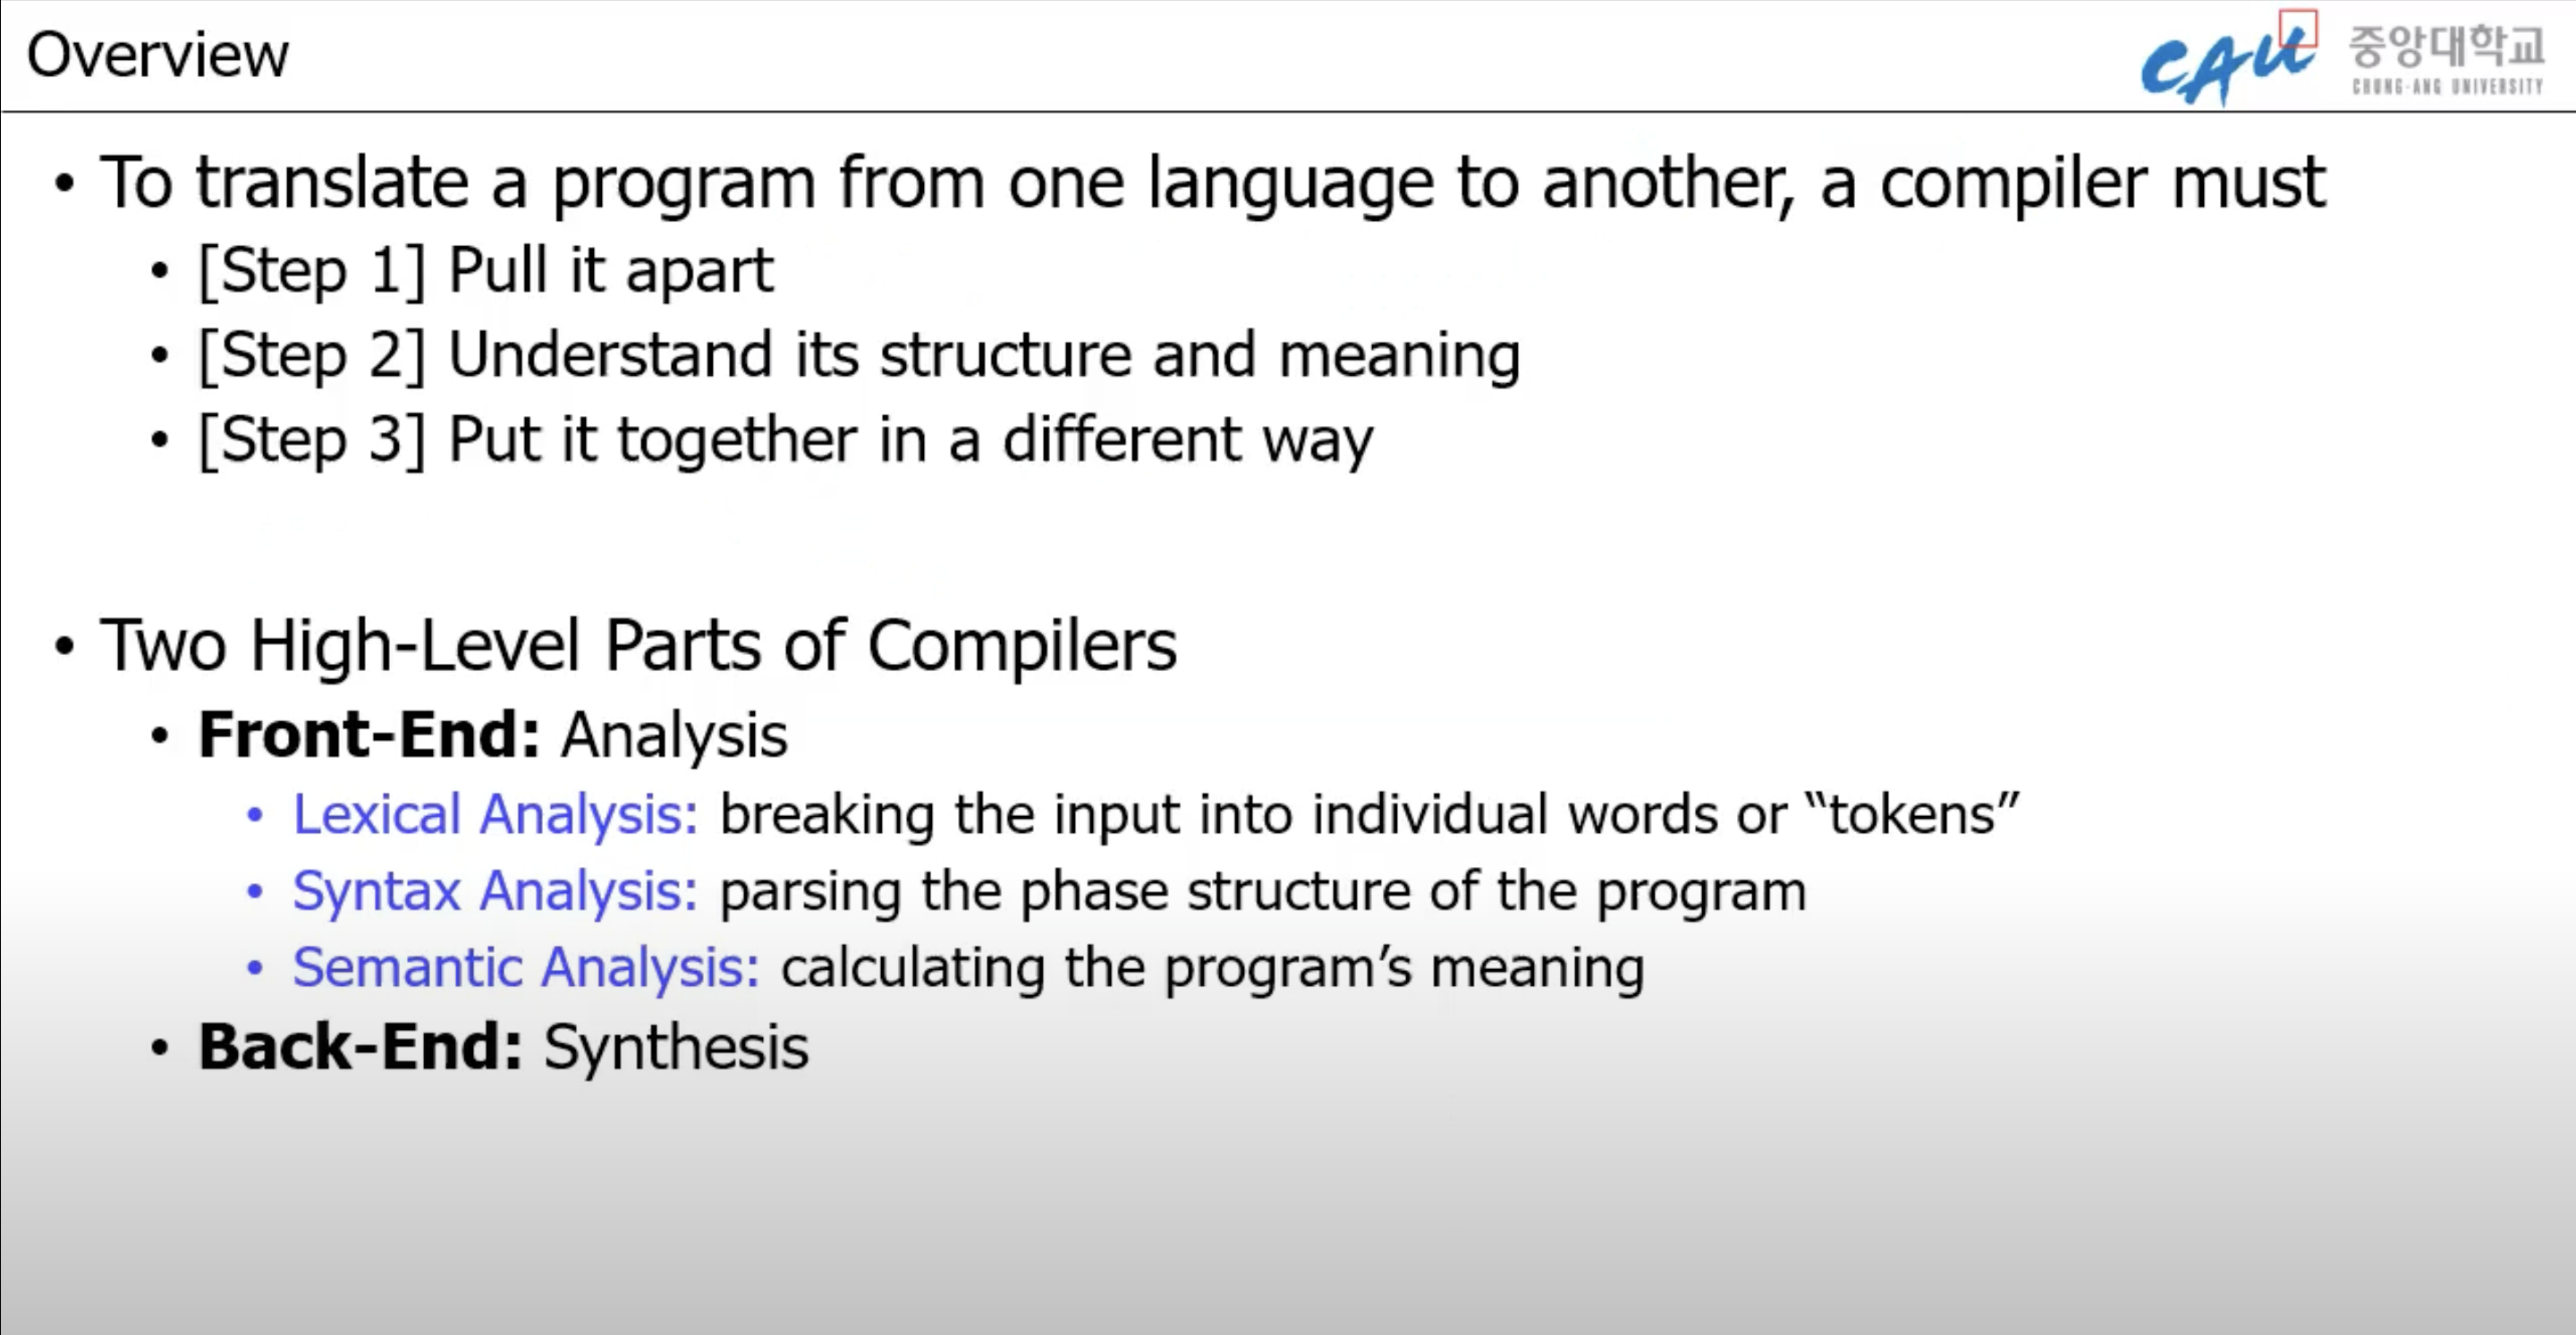 Overview
CAU 중앙대학교
CHUNG-ANG UNIVERSITY
• To translate a program from one language to another, a compiler must
• [Step 1] Pull it apart
• [Step 2] Understand its structure and meaning
• [Step 3] Put it together in a different way
• Two High-Level Parts of Compilers
• Front-End: Analysis
• Lexical Analysis: breaking the input into individual words or “tokens”
• Syntax Analysis: parsing the phase structure of the program
• Semantic Analysis: calculating the program’s meaning
• Back-End: Synthesis